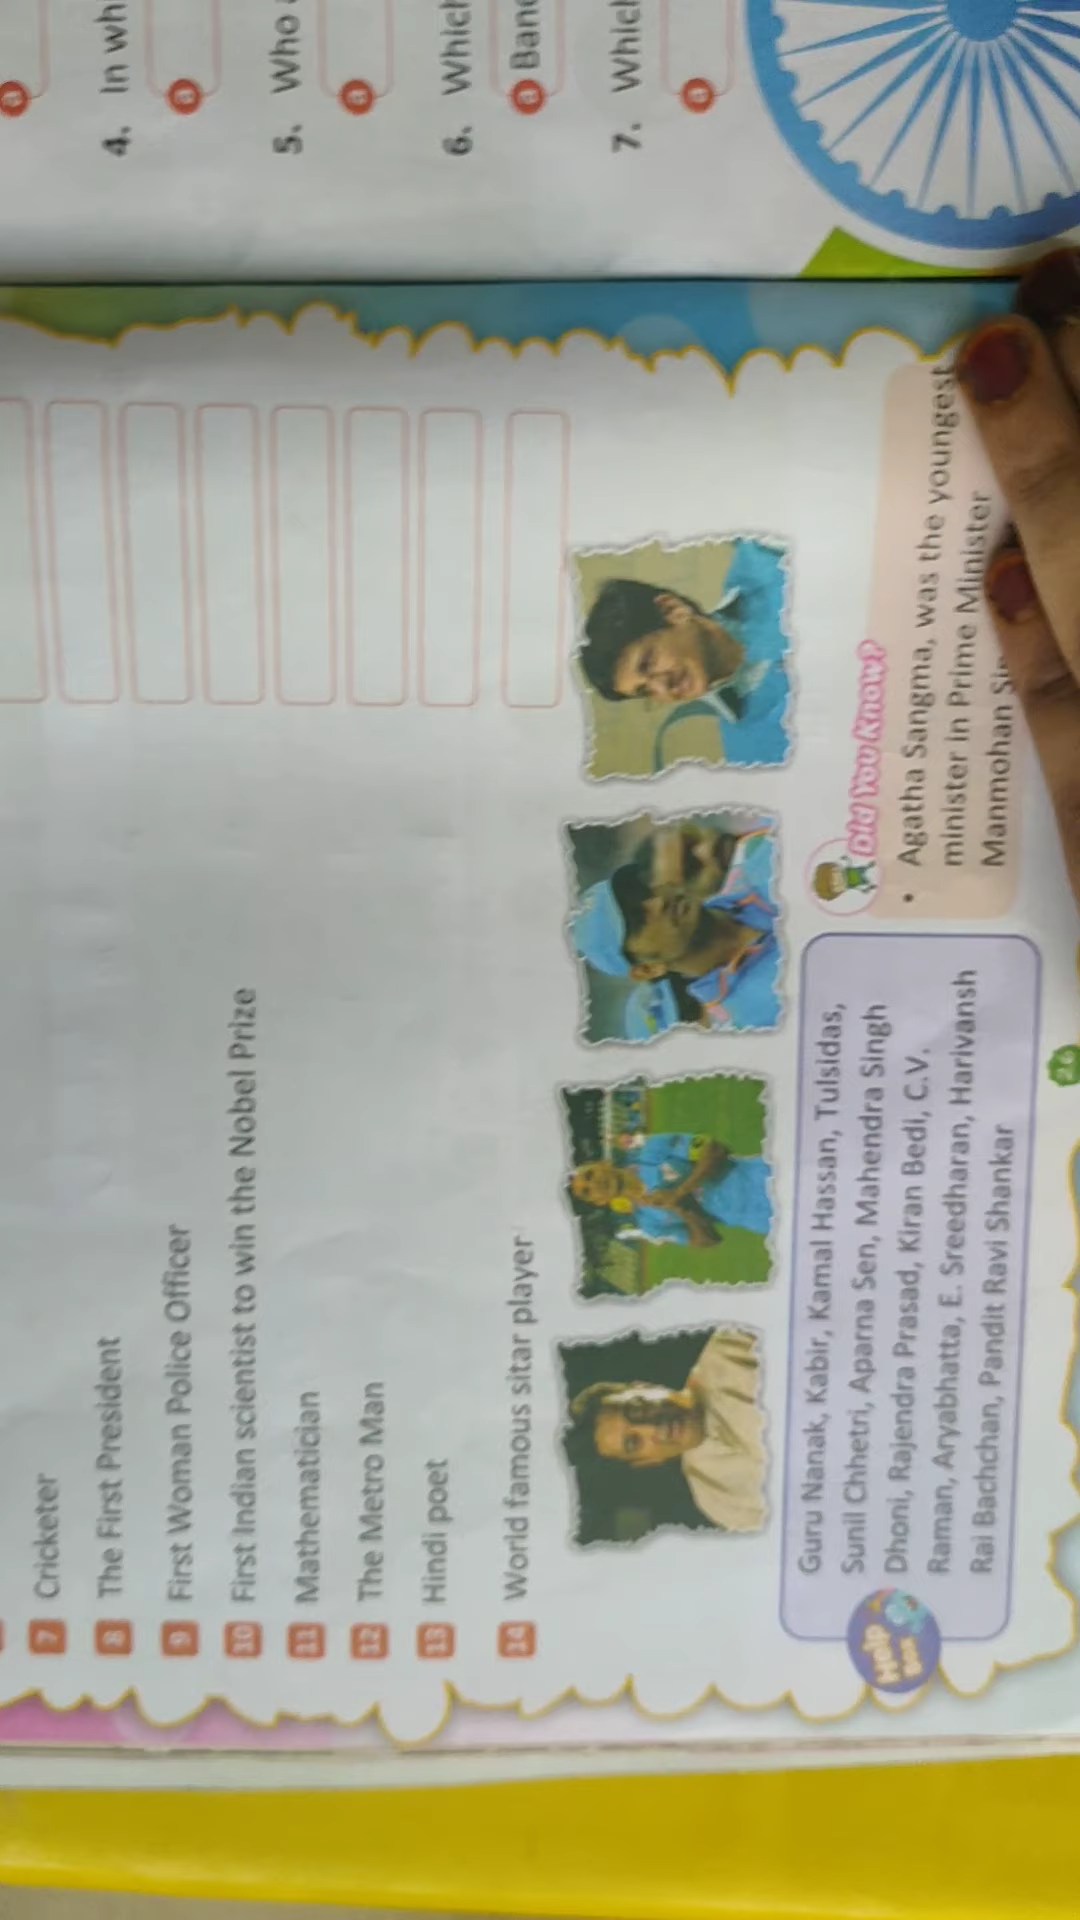 7 Cricketer
8 The First President
9 First Woman Police Officer
10 First Indian scientist to win the Nobel Prize
11 Mathematician
12 The Metro Man
13 Hindi poet
14 World famous sitar player
Help
Box
Guru Nanak, Kabir, Kamal Hassan, Tulsidas,
Sunil Chhetri, Aparna Sen, Mahendra Singh
Dhoni, Rajendra Prasad, Kiran Bedi, C.V.
Raman, Aryabhatta, E. Sreedharan, Harivansh
Rai Bachchan, Pandit Ravi Shankar
Did You Know?
• Agatha Sangma, was the youngest
minister in Prime Minister
Manmohan
26
a
4. In
a
5. Who
a
6.
a
7.
a